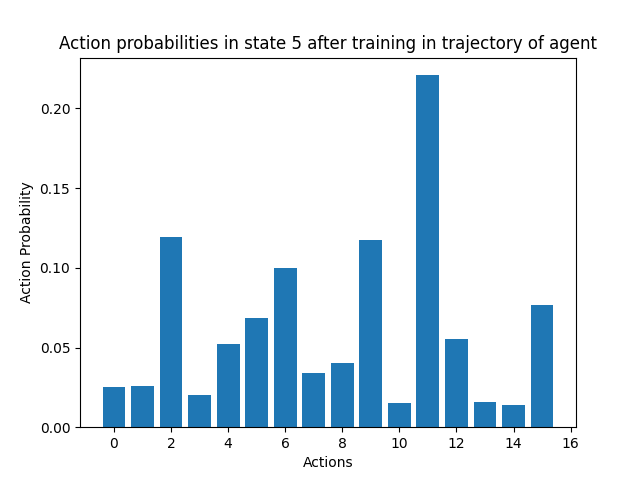 Action probabilities in state 5 after training in trajectory of agent
0.20
0.15
0.10
0.05
0.00
Action Probability
0 2 4 6 8 10 12 14 16
Actions